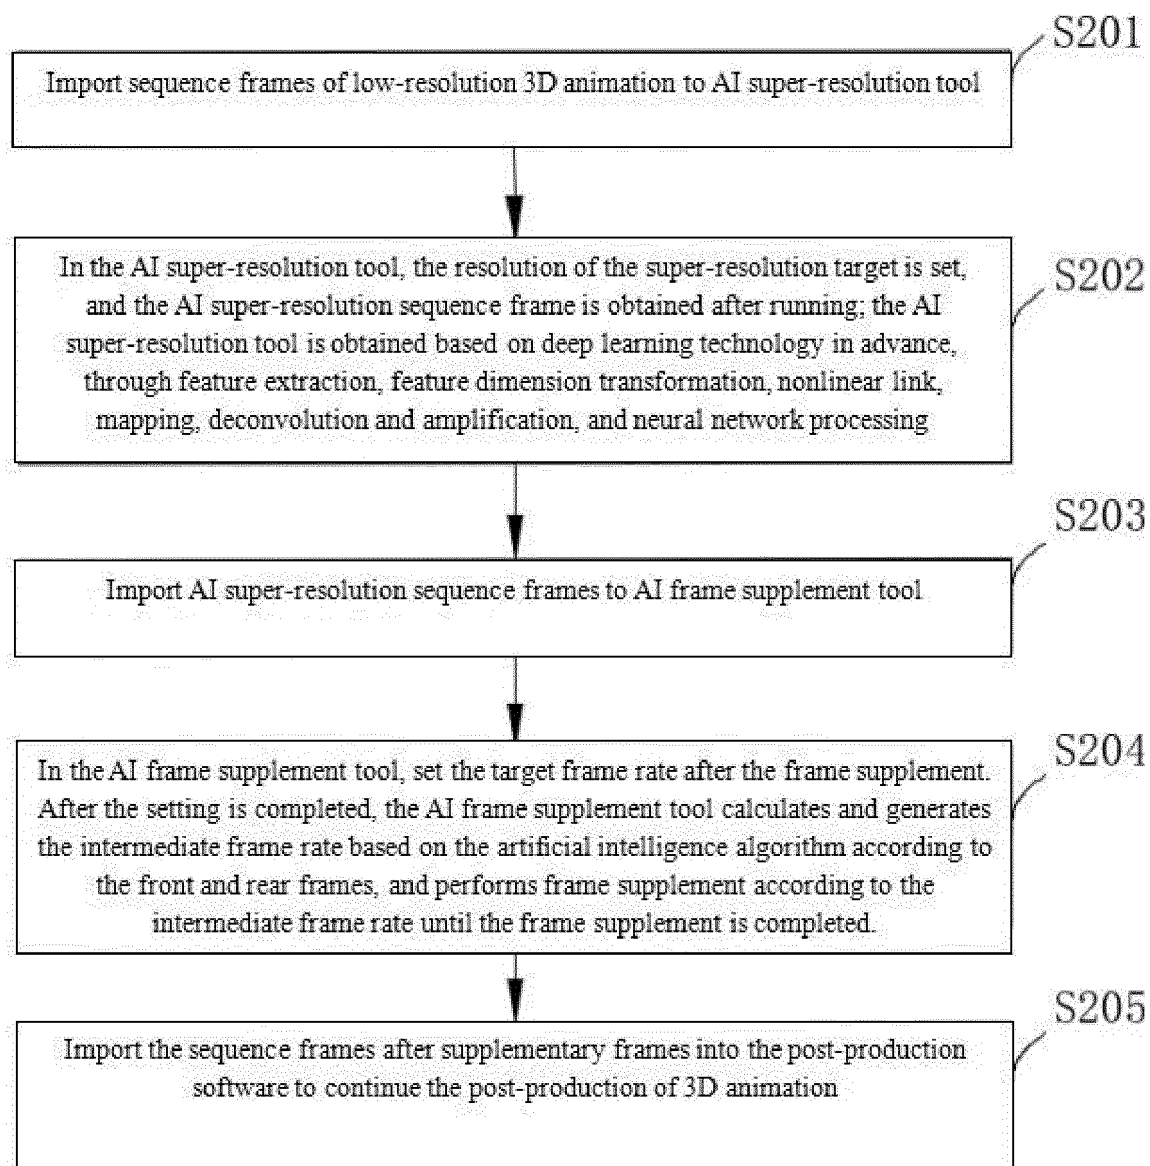 S201
Import sequence frames of low-resolution 3D animation to AI super-resolution tool
S202
In the AI super-resolution tool, the resolution of the super-resolution target is set,
and the AI super-resolution sequence frame is obtained after running; the AI
super-resolution tool is obtained based on deep learning technology in advance,
through feature extraction, feature dimension transformation, nonlinear link,
mapping, deconvolution and amplification, and neural network processing
S203
Import AI super-resolution sequence frames to AI frame supplement tool
S204
In the AI frame supplement tool, set the target frame rate after the frame supplement.
After the setting is completed, the AI frame supplement tool calculates and generates
the intermediate frame rate based on the artificial intelligence algorithm according to
the front and rear frames, and performs frame supplement according to the
intermediate frame rate until the frame supplement is completed.
S205
Import the sequence frames after supplementary frames into the post-production
software to continue the post-production of 3D animation